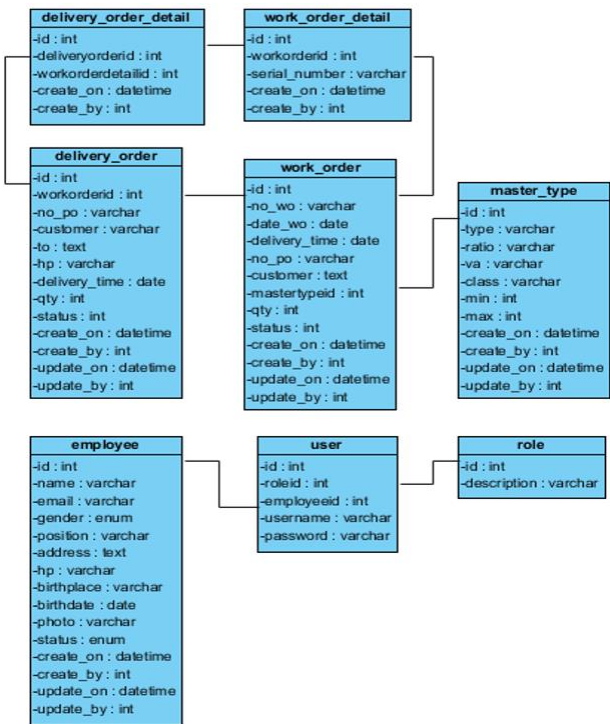 delivery_order_detail
-id : int
-deliveryorderid : int
-workorderdetailid : int
-create_on : datetime
-create_by : int
work_order_detail
-id : int
-workorderid : int
-serial_number : varchar
-create_on : datetime
-create_by : int
delivery_order
-id : int
-workorderid : int
-no_po : varchar
-customer : varchar
-to : text
-hp : varchar
-delivery_time : date
-qty : int
-status : int
-create_on : datetime
-create_by : int
-update_on : datetime
-update_by : int
work_order
-id : int
-no_wo : varchar
-date_wo : date
-delivery_time : date
-no_po : varchar
-customer : text
-mastertypeid : int
-qty : int
-status : int
-create_on : datetime
-create_by : int
-update_on : datetime
-update_by : int
master_type
-id : int
-type : varchar
-ratio : varchar
-va : varchar
-class : varchar
-min : int
-max : int
-create_on : datetime
-create_by : int
-update_on : datetime
-update_by : int
employee
-id : int
-name : varchar
-email : varchar
-gender : enum
-position : varchar
-address : text
-hp : varchar
-birthplace : varchar
-birthdate : date
-photo : varchar
-status : enum
-create_on : datetime
-create_by : int
-update_on : datetime
-update_by : int
user
-id : int
-roleid : int
-employeeid : int
-username : varchar
-password : varchar
role
-id : int
-description : varchar